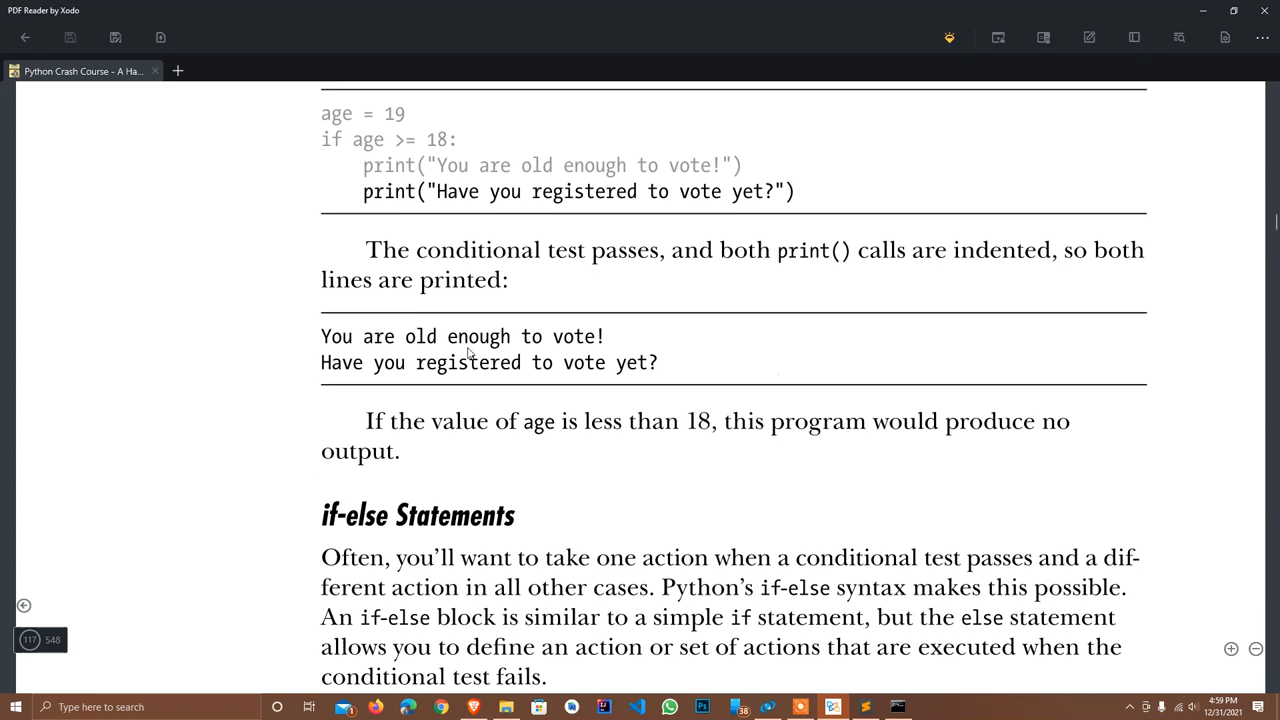 PDF Reader by Xodo
Python Crash Course - A Ha...
age = 19
if age >= 18:
    print("You are old enough to vote!")
    print("Have you registered to vote yet?")
The conditional test passes, and both print() calls are indented, so both
lines are printed:
You are old enough to vote!
Have you registered to vote yet?
If the value of age is less than 18, this program would produce no
output.
if-else Statements
Often, you’ll want to take one action when a conditional test passes and a dif-
ferent action in all other cases. Python’s if-else syntax makes this possible.
An if-else block is similar to a simple if statement, but the else statement
allows you to define an action or set of actions that are executed when the
conditional test fails.
117 548
Type here to search
1
38
4:59 PM
12/31/2021